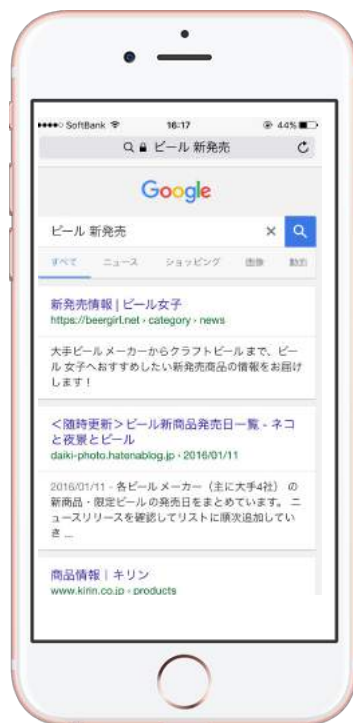 SoftBank 16:17 44%
ビール 新発売
Google
ビール 新発売 ×
すべて ニュース ショッピング 画像 動画
新発売情報 | ビール女子
https://beergirl.net › category › news
大手ビールメーカーからクラフトビールまで、ビー
ル女子へおすすめしたい新発売商品の情報をお届け
します！
＜随時更新＞ビール新商品発売日一覧 - ネコ
と夜景とビール
daiki-photo.hatenablog.jp › 2016/01/11
2016/01/11 - 各ビールメーカー（主に大手4社） の
新商品・限定ビールの発売日をまとめています。 ニ
ュースリリースを確認してリストに順次追加してい
き ...
商品情報｜キリン
www.kirin.co.jp › products